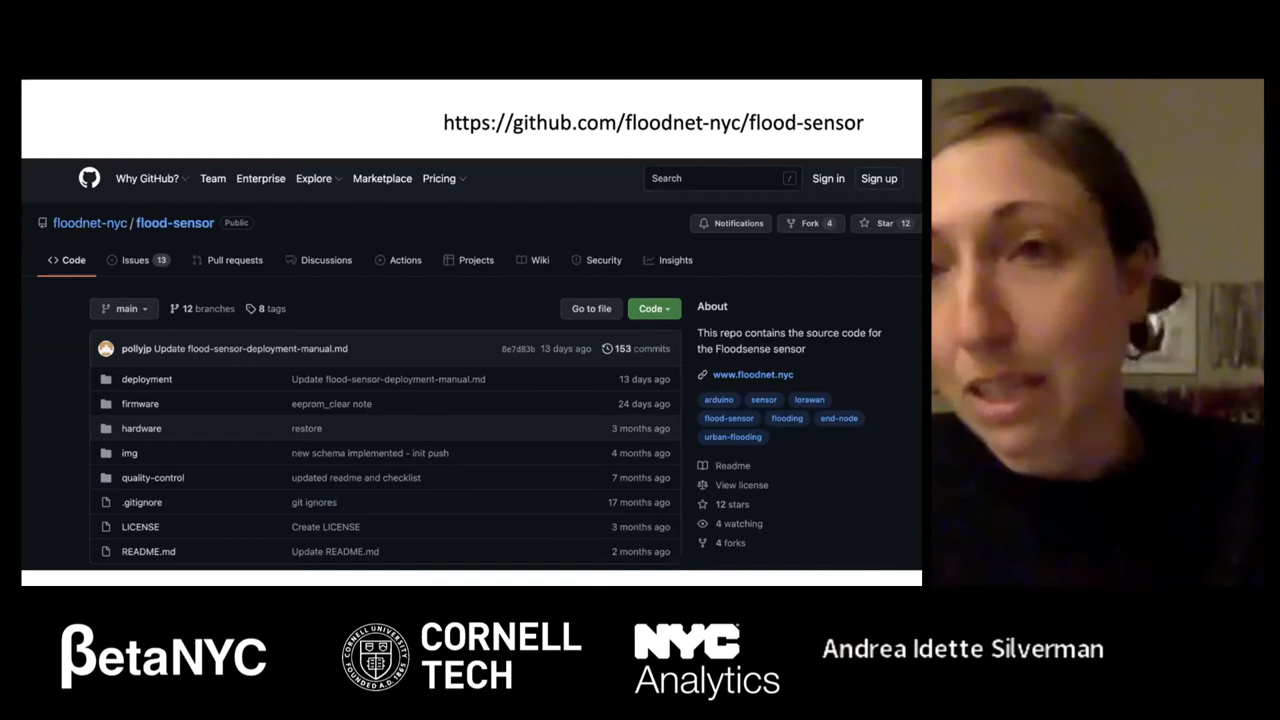 https://github.com/floodnet-nyc/flood-sensor
Why GitHub? Team Enterprise Explore Marketplace Pricing Search / Sign in Sign up
floodnet-nyc / flood-sensor Public Notifications Fork 4 Star 12
<> Code Issues 13 Pull requests Discussions Actions Projects Wiki Security Insights
main 12 branches 8 tags Go to file Code
pollyjp Update flood-sensor-deployment-manual.md 8e7d83b 13 days ago 153 commits
deployment Update flood-sensor-deployment-manual.md 13 days ago
firmware eeprom_clear note 24 days ago
hardware restore 3 months ago
img new schema implemented - init push 4 months ago
quality-control updated readme and checklist 7 months ago
.gitignore git ignores 17 months ago
LICENSE Create LICENSE 3 months ago
README.md Update README.md 2 months ago
About
This repo contains the source code for
the Floodsense sensor
www.floodnet.nyc
arduino sensor lorawan
flood-sensor flooding end-node
urban-flooding
Readme
View license
12 stars
4 watching
4 forks
βetaNYC
CORNELL
TECH
NYC
Analytics
Andrea Idette Silverman